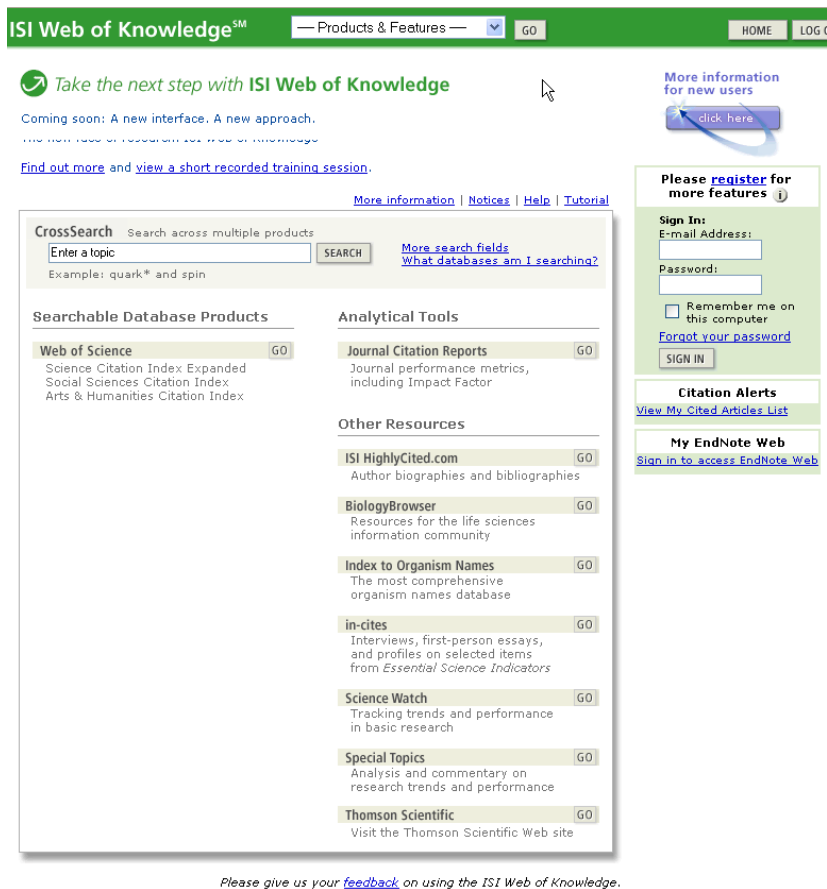 ISI Web of Knowledge℠
— Products & Features —
GO
HOME
LOG
Take the next step with ISI Web of Knowledge
Coming soon: A new interface. A new approach.
Find out more and view a short recorded training session.
More information
for new users
click here
More information | Notices | Help | Tutorial
CrossSearch Search across multiple products
Enter a topic
SEARCH
Example: quark* and spin
More search fields
What databases am I searching?
Searchable Database Products
Web of Science GO
Science Citation Index Expanded
Social Sciences Citation Index
Arts & Humanities Citation Index
Analytical Tools
Journal Citation Reports GO
Journal performance metrics,
including Impact Factor
Other Resources
ISI HighlyCited.com GO
Author biographies and bibliographies
BiologyBrowser GO
Resources for the life sciences
information community
Index to Organism Names GO
The most comprehensive
organism names database
in-cites GO
Interviews, first-person essays,
and profiles on selected items
from Essential Science Indicators
Science Watch GO
Tracking trends and performance
in basic research
Special Topics GO
Analysis and commentary on
research trends and performance
Thomson Scientific GO
Visit the Thomson Scientific Web site
Please register for
more features i
Sign In:
E-mail Address:
Password:
Remember me on
this computer
Forgot your password
SIGN IN
Citation Alerts
View My Cited Articles List
My EndNote Web
Sign in to access EndNote Web
Please give us your feedback on using the ISI Web of Knowledge.